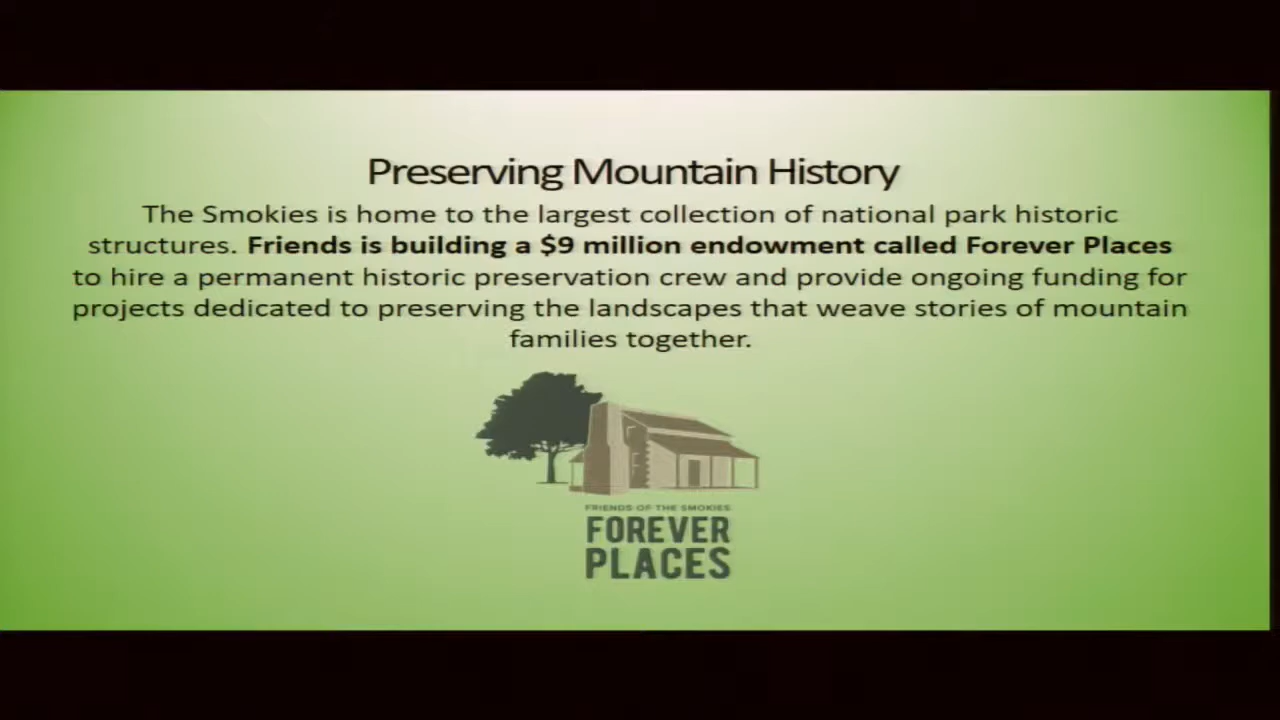 Preserving Mountain History
The Smokies is home to the largest collection of national park historic
structures. Friends is building a $9 million endowment called Forever Places
to hire a permanent historic preservation crew and provide ongoing funding for
projects dedicated to preserving the landscapes that weave stories of mountain
families together.
FRIENDS OF THE SMOKIES
FOREVER
PLACES